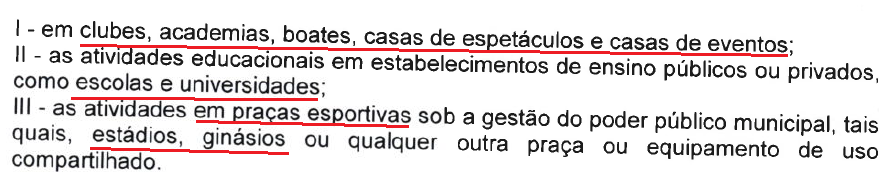 I - em clubes, academias, boates, casas de espetáculos e casas de eventos;
II - as atividades educacionais em estabelecimentos de ensino públicos ou privados,
como escolas e universidades;
III - as atividades em praças esportivas sob a gestão do poder público municipal, tais
quais, estádios, ginásios ou qualquer outra praça ou equipamento de uso
compartilhado.